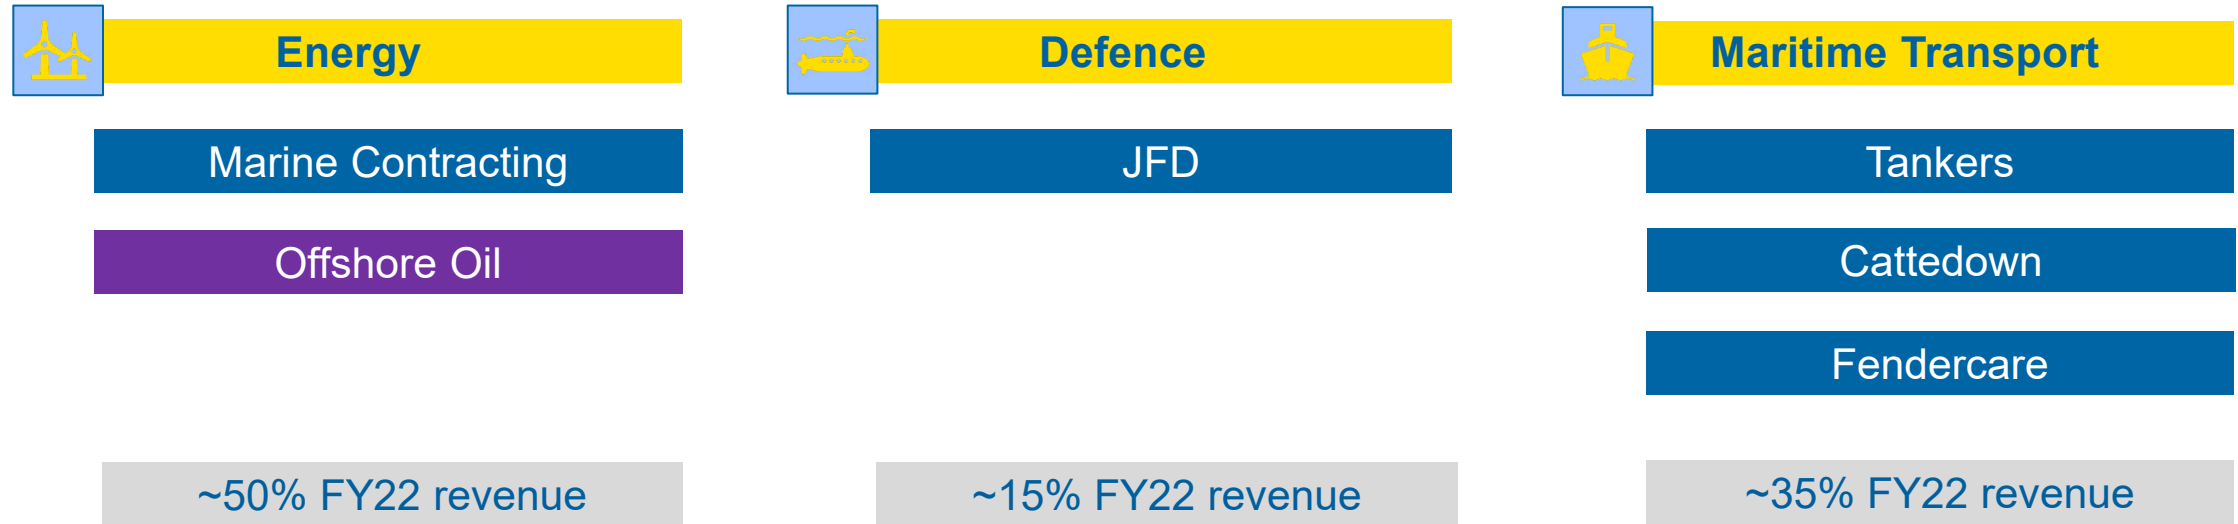 Energy
Marine Contracting
Offshore Oil
~50% FY22 revenue
Defence
JFD
~15% FY22 revenue
Maritime Transport
Tankers
Cattedown
Fendercare
~35% FY22 revenue